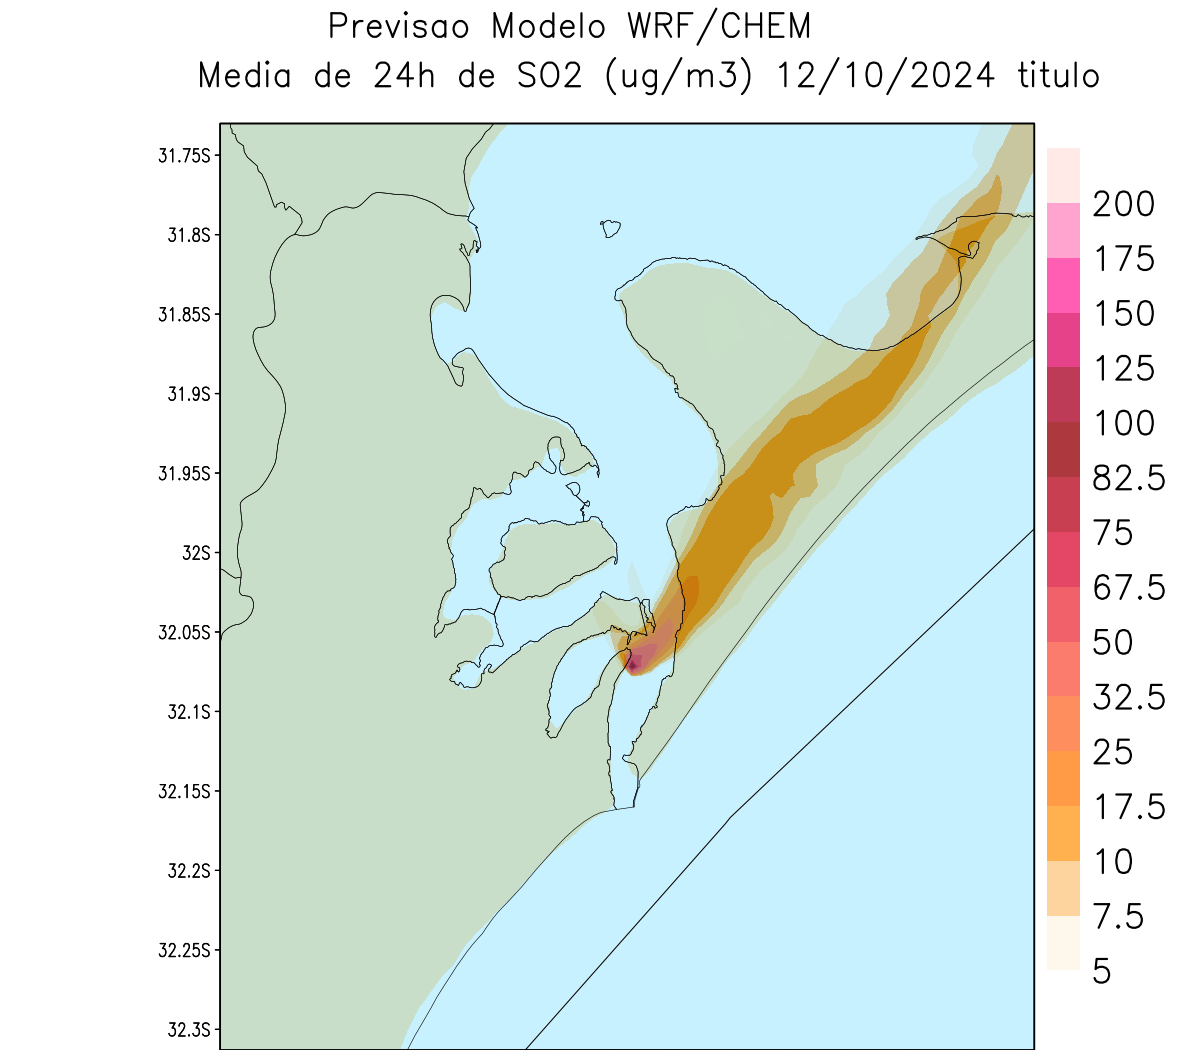 Previsao Modelo WRF/CHEM
Media de 24h de SO2 (ug/m3) 12/10/2024 titulo
31.75S
31.8S
31.85S
31.9S
31.95S
32S
32.05S
32.1S
32.15S
32.2S
32.25S
32.3S
200
175
150
125
100
82.5
75
67.5
50
32.5
25
17.5
10
7.5
5